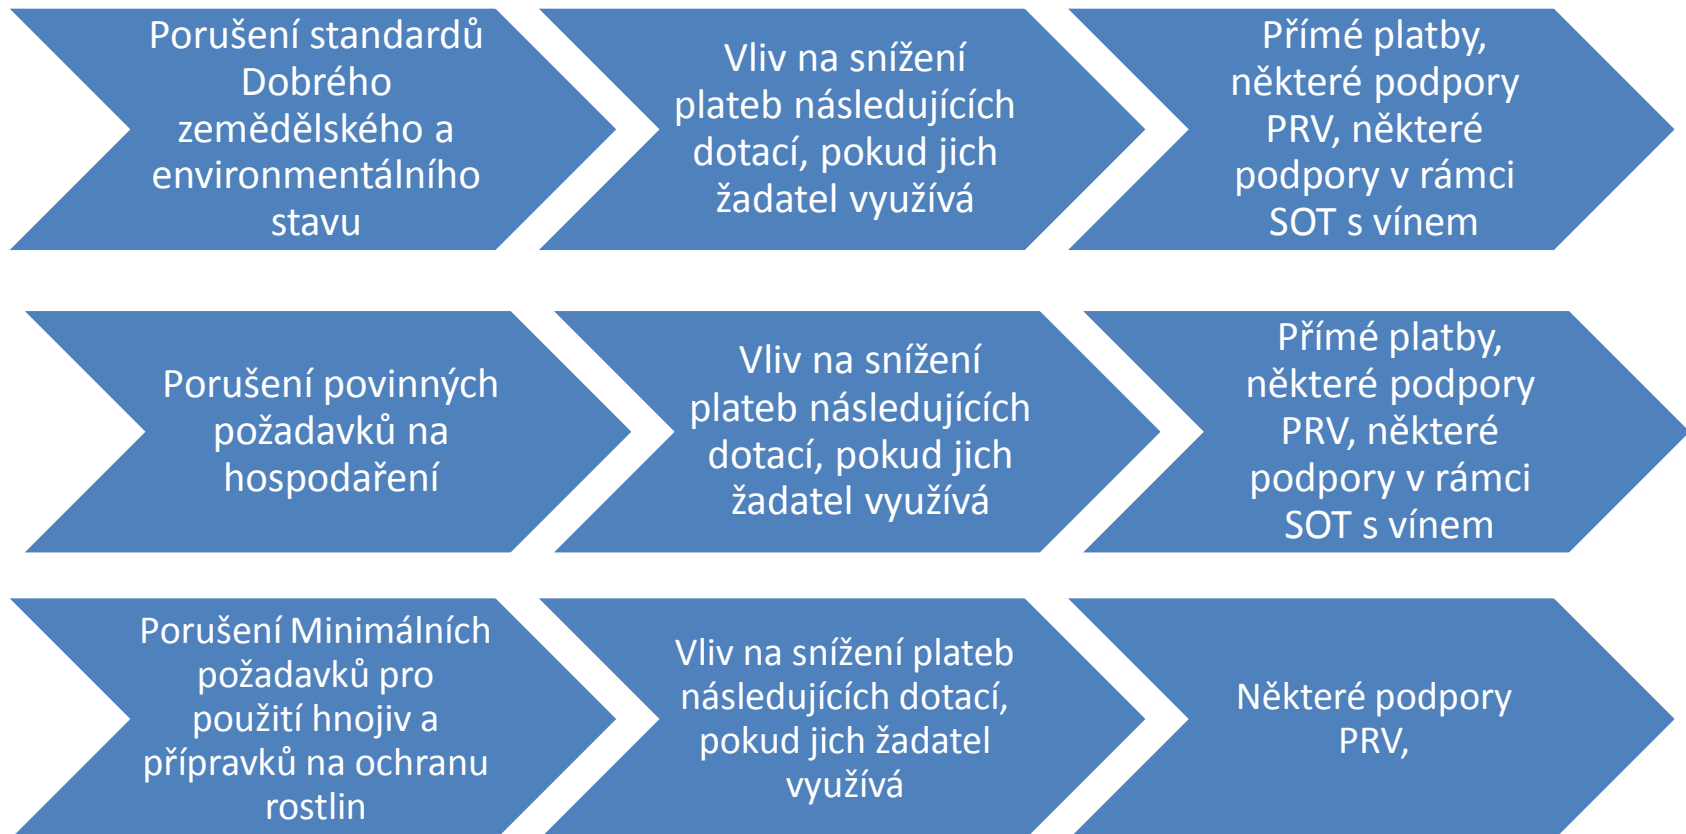 Porušení standardů
Dobrého
zemědělského a
environmentálního
stavu
Vliv na snížení
plateb následujících
dotací, pokud jich
žadatel využívá
Přímé platby,
některé podpory
PRV, některé
podpory v rámci
SOT s vínem
Porušení povinných
požadavků na
hospodaření
Vliv na snížení
plateb následujících
dotací, pokud jich
žadatel využívá
Přímé platby,
některé podpory
PRV, některé
podpory v rámci
SOT s vínem
Porušení Minimálních
požadavků pro
použití hnojiv a
přípravků na ochranu
rostlin
Vliv na snížení plateb
následujících dotací,
pokud jich žadatel
využívá
Některé podpory
PRV,